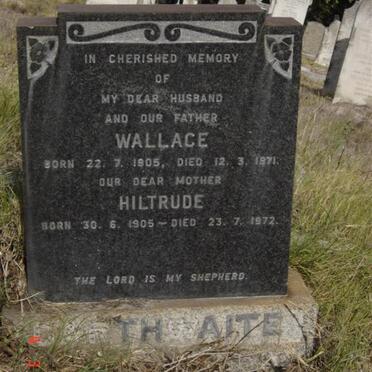 IN CHERISHED MEMORY
OF
MY DEAR HUSBAND
AND OUR FATHER
WALLACE
BORN 22. 7. 1905, DIED 12. 3. 1971.
OUR DEAR MOTHER
HILTRUDE
BORN 30. 6. 1905 - DIED 23. 7. 1972.
THE LORD IS MY SHEPHERD.